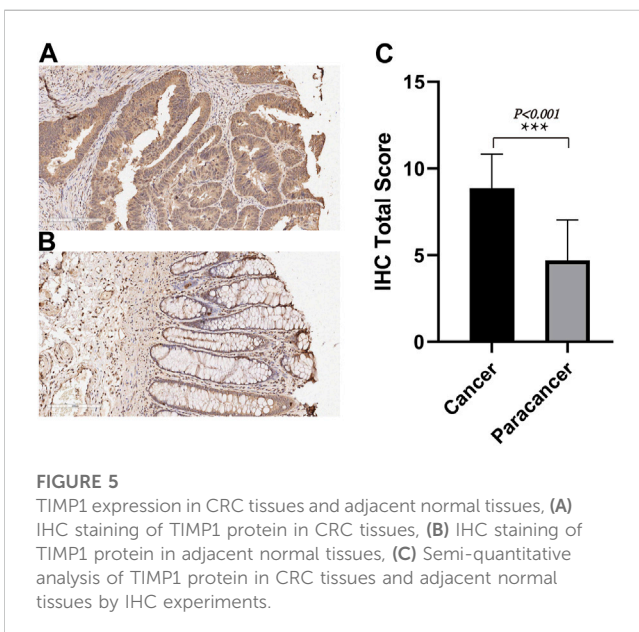 A
B
C
IHC Total Score
15
10
5
0
P<0.001
***
Cancer
Paracancer
FIGURE 5
TIMP1 expression in CRC tissues and adjacent normal tissues, (A)
IHC staining of TIMP1 protein in CRC tissues, (B) IHC staining of
TIMP1 protein in adjacent normal tissues, (C) Semi-quantitative
analysis of TIMP1 protein in CRC tissues and adjacent normal
tissues by IHC experiments.